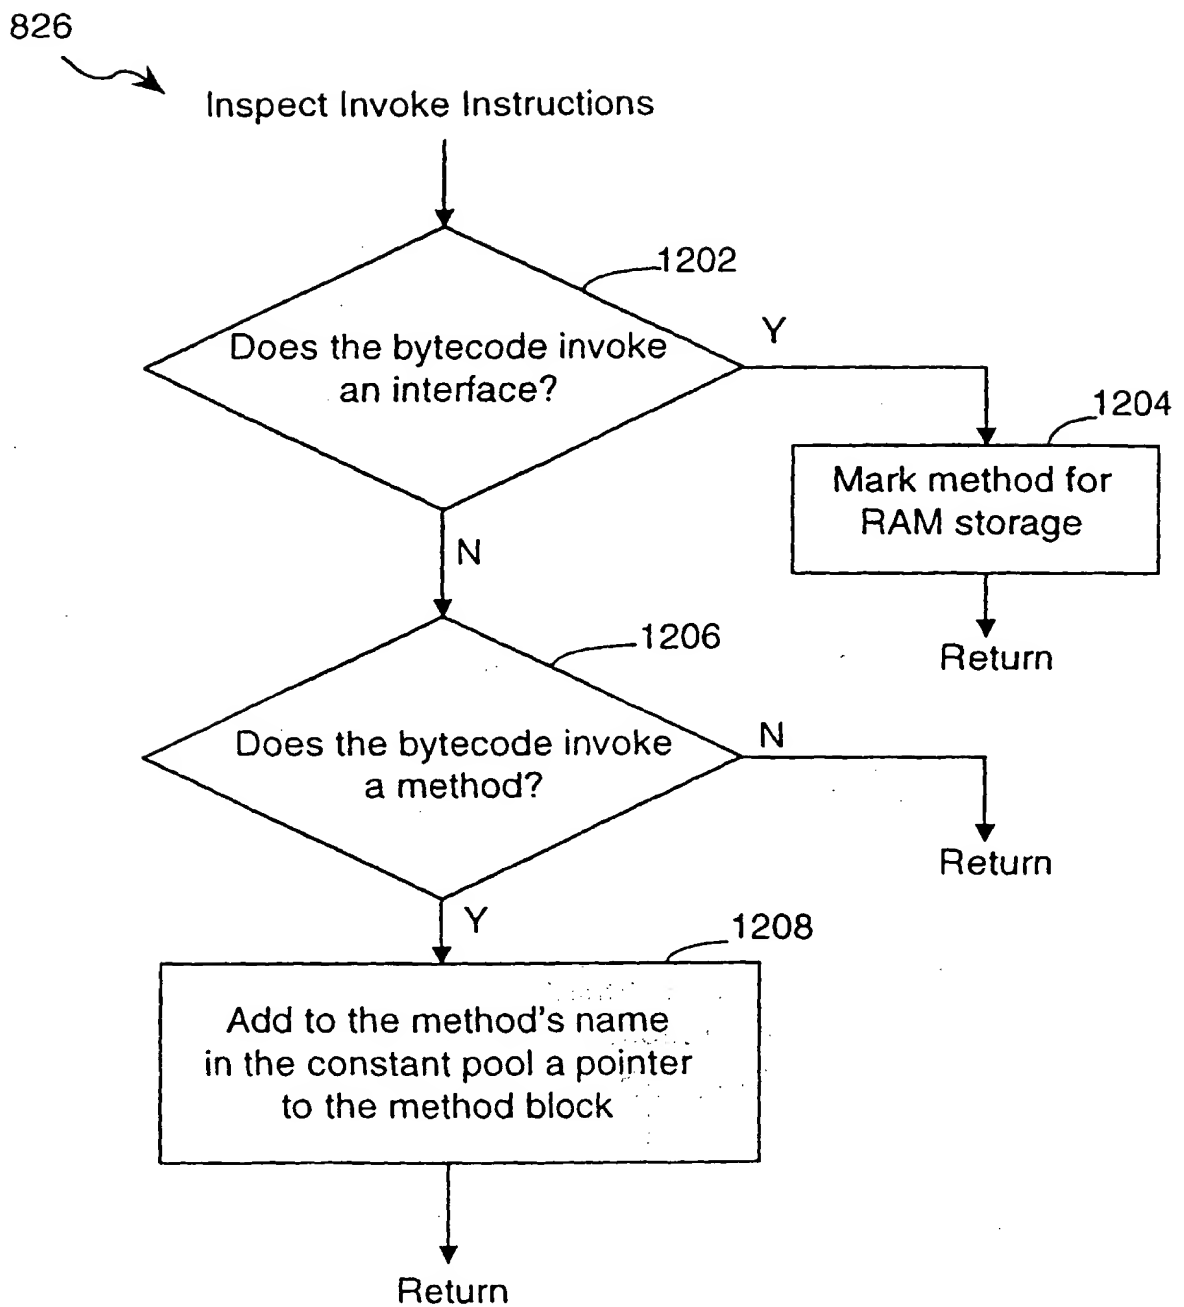 826
Inspect Invoke Instructions
1202
Does the bytecode invoke
an interface?
Y
1204
Mark method for
RAM storage
N
Return
1206
Does the bytecode invoke
a method?
N
Return
Y
1208
Add to the method's name
in the constant pool a pointer
to the method block
Return